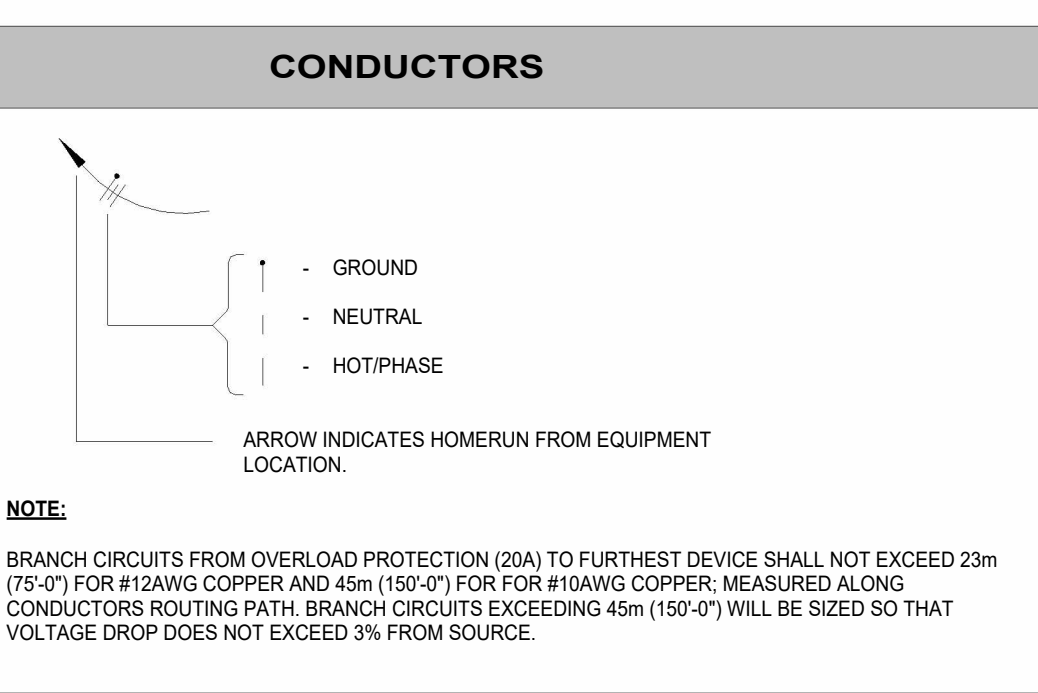 CONDUCTORS
- GROUND
- NEUTRAL
- HOT/PHASE
ARROW INDICATES HOMERUN FROM EQUIPMENT
LOCATION.
NOTE:
BRANCH CIRCUITS FROM OVERLOAD PROTECTION (20A) TO FURTHEST DEVICE SHALL NOT EXCEED 23m
(75'-0") FOR #12AWG COPPER AND 45m (150'-0") FOR FOR #10AWG COPPER; MEASURED ALONG
CONDUCTORS ROUTING PATH. BRANCH CIRCUITS EXCEEDING 45m (150'-0") WILL BE SIZED SO THAT
VOLTAGE DROP DOES NOT EXCEED 3% FROM SOURCE.